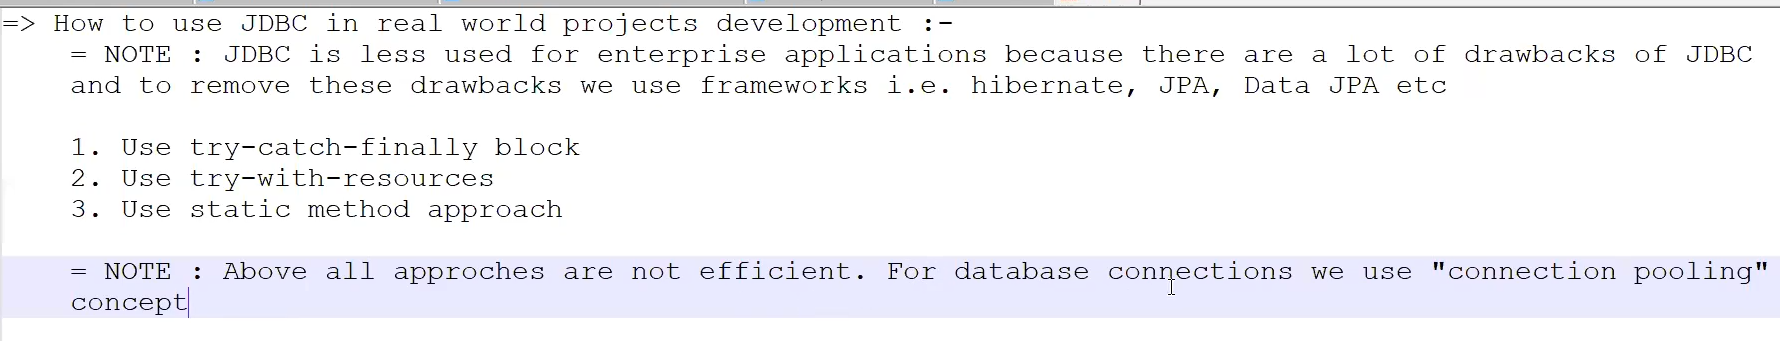 => How to use JDBC in real world projects development :-
= NOTE : JDBC is less used for enterprise applications because there are a lot of drawbacks of JDBC
and to remove these drawbacks we use frameworks i.e. hibernate, JPA, Data JPA etc
1. Use try-catch-finally block
2. Use try-with-resources
3. Use static method approach
= NOTE : Above all approches are not efficient. For database connections we use "connection pooling"
concept